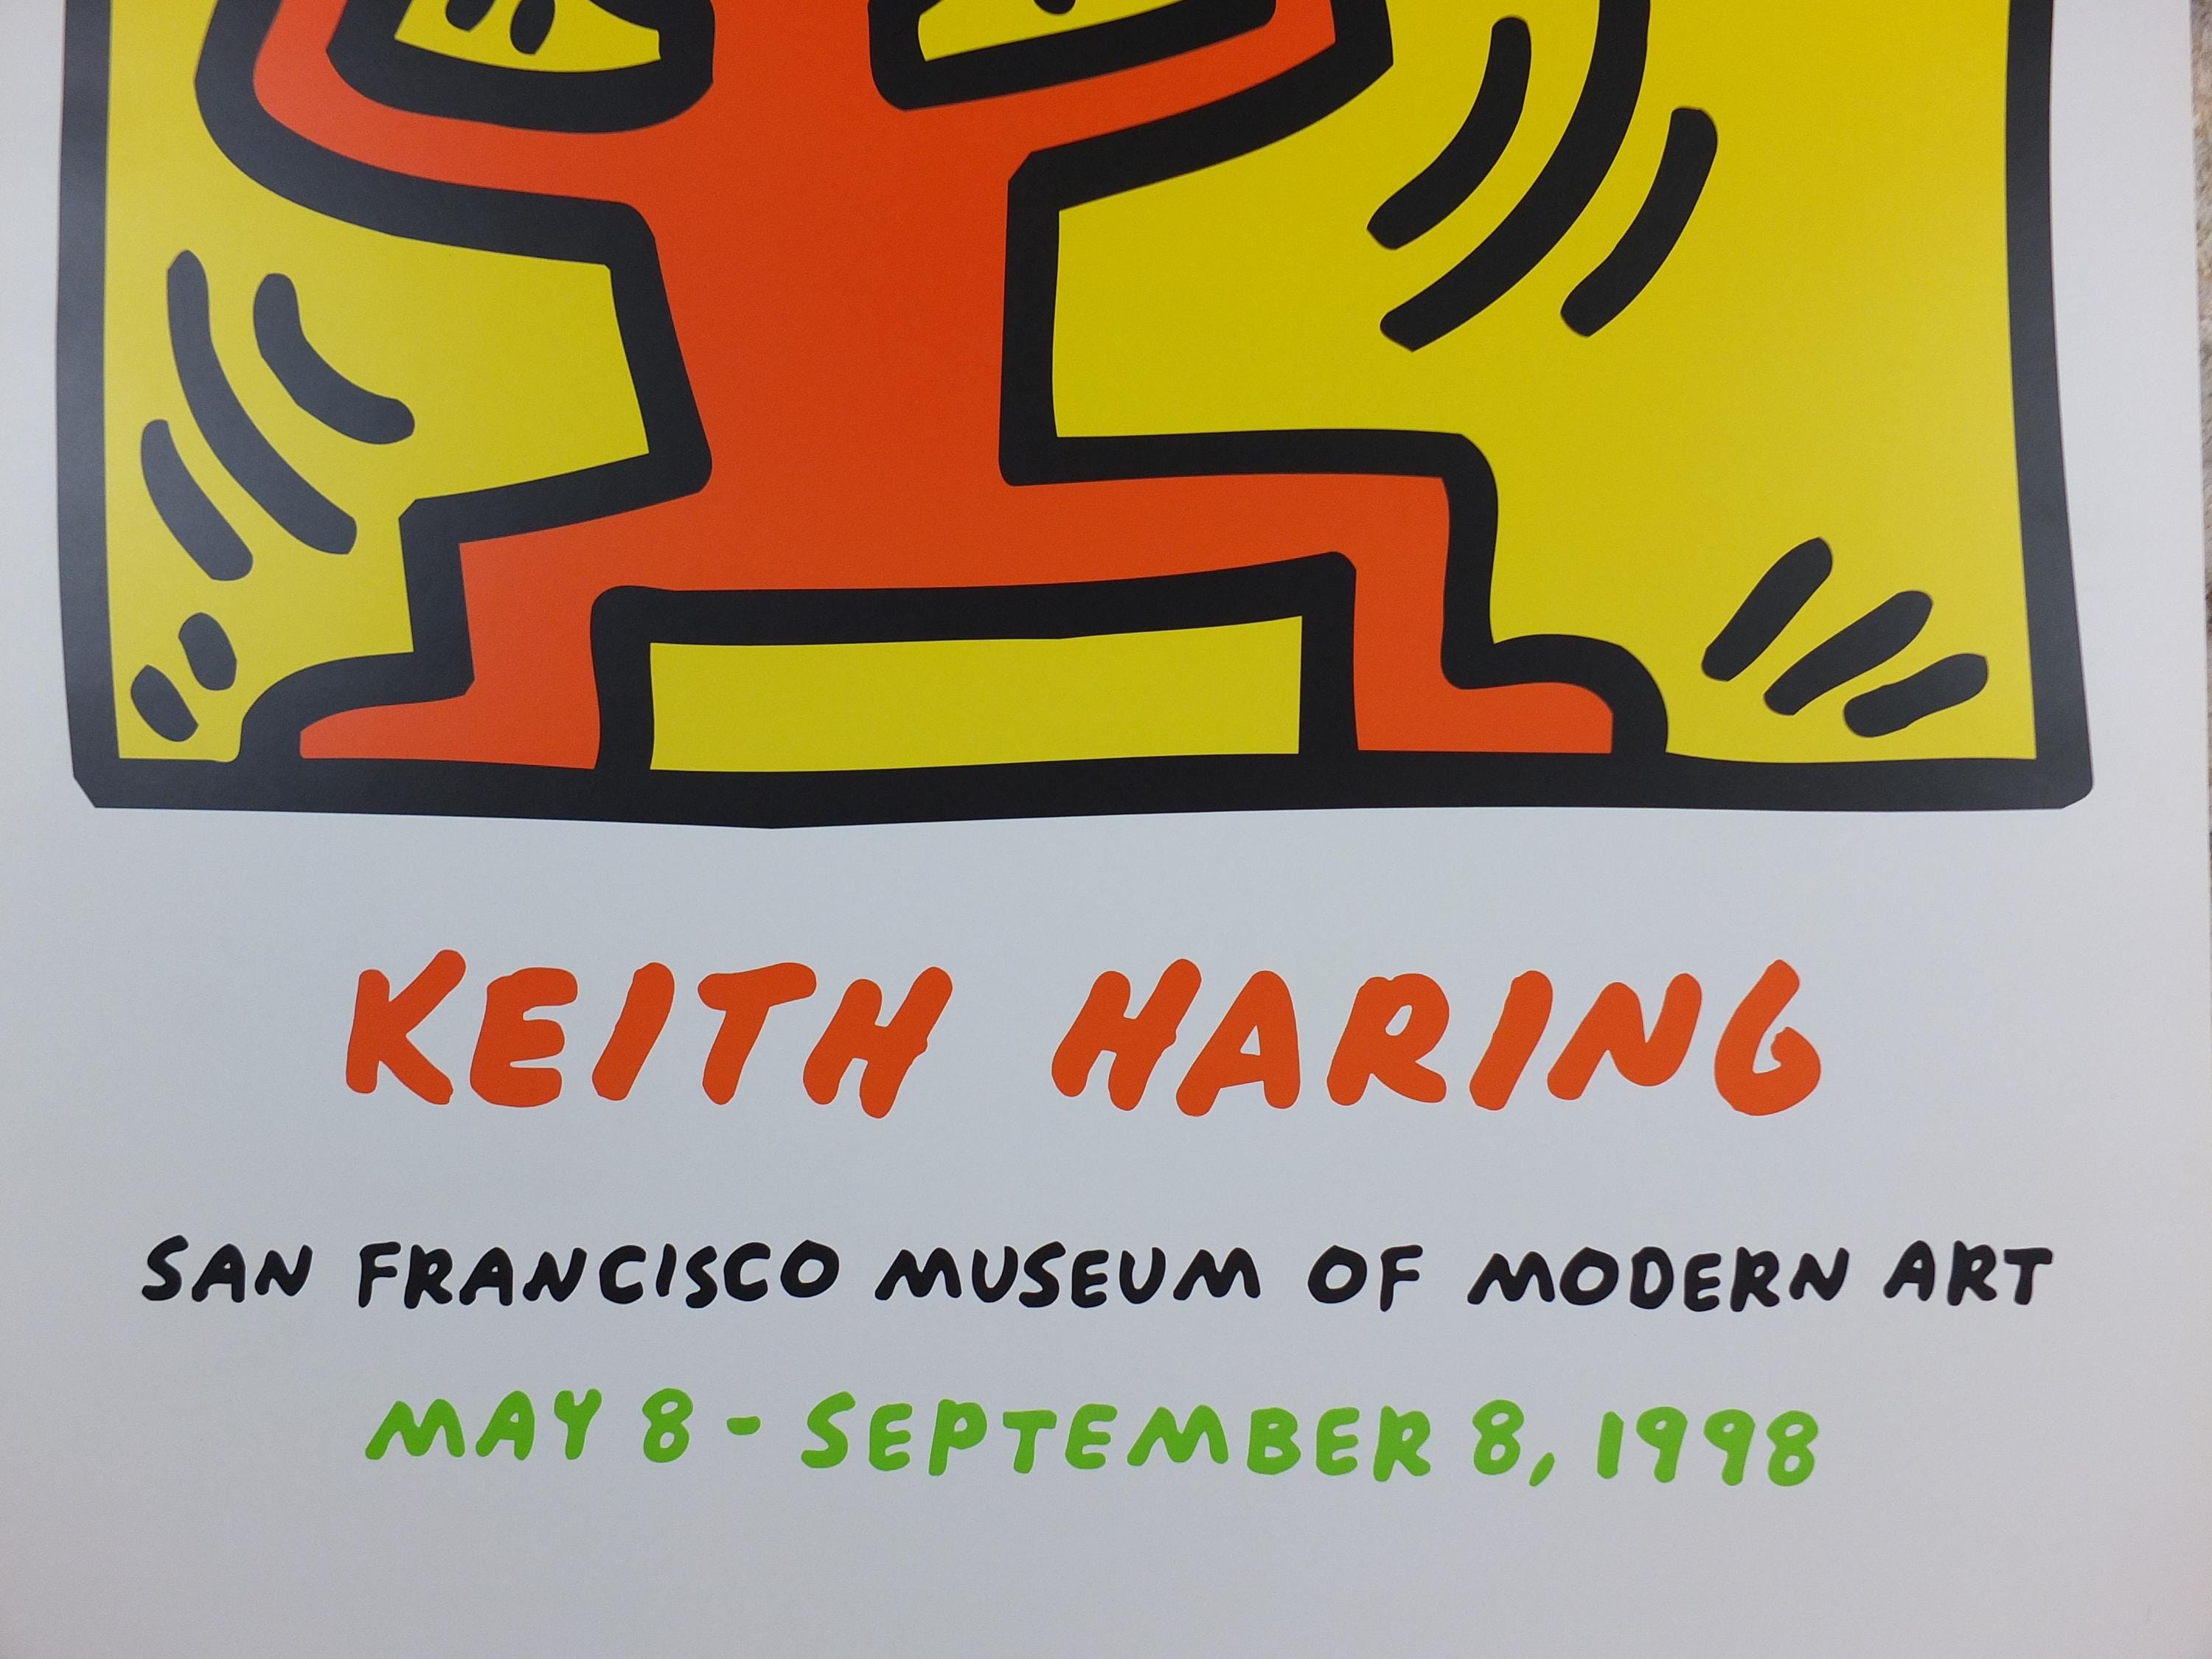 KEITH HARING
SAN FRANCISCO MUSEUM OF MODERN ART
MAY 8 - SEPTEMBER 8, 1998